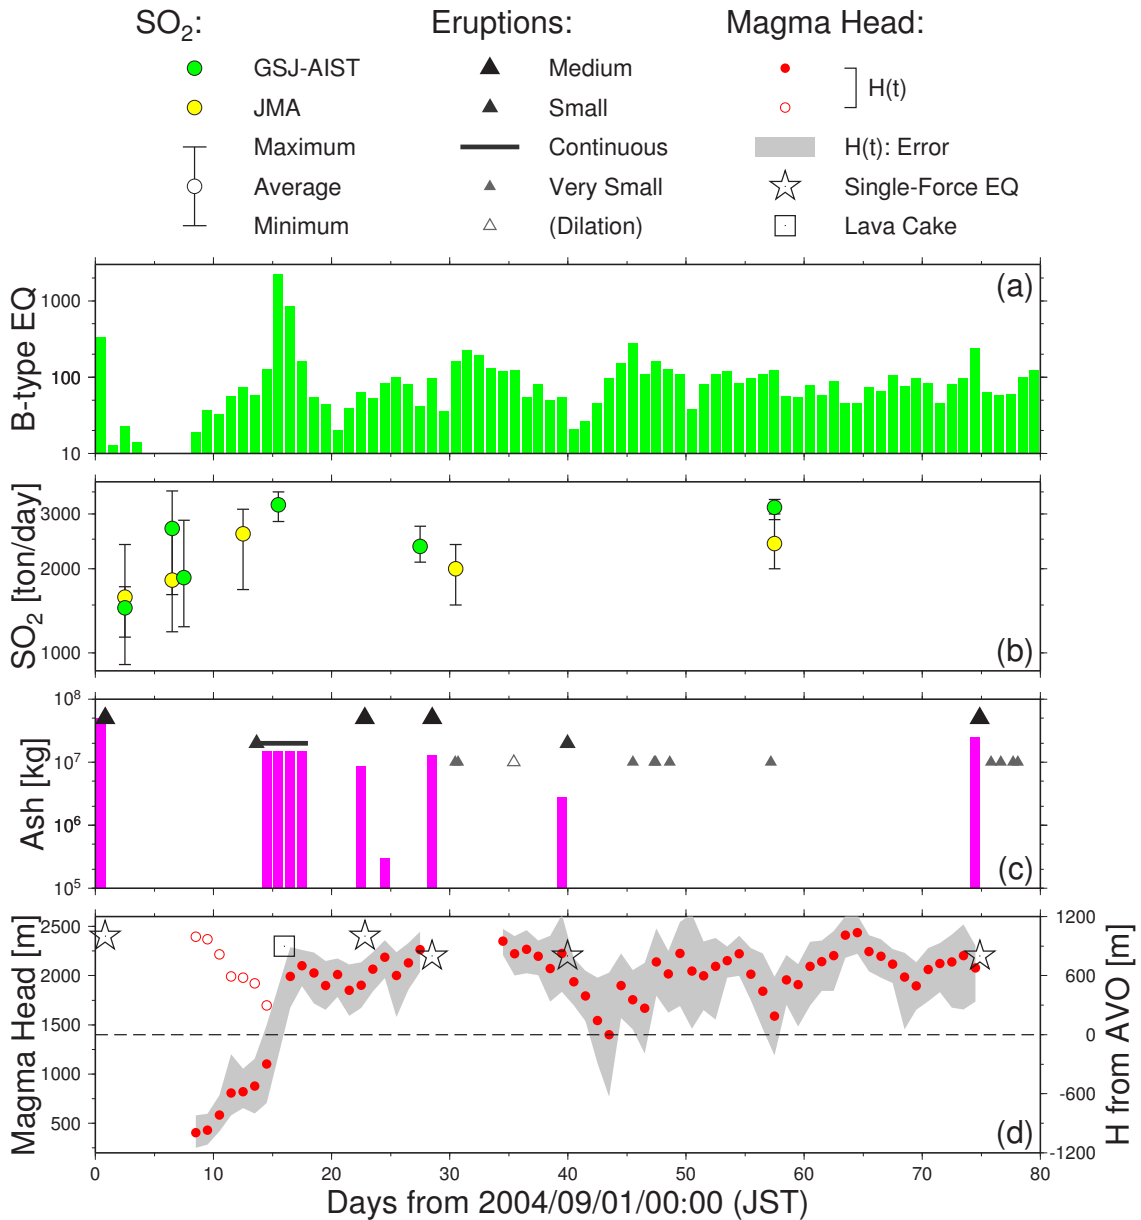 SO2: Eruptions: Magma Head:
GSJ-AIST Medium H(t)
JMA Small
Maximum Continuous H(t): Error
Average Very Small Single-Force EQ
Minimum (Dilation) Lava Cake
B-type EQ
1000
100
10
(a)
SO2 [ton/day]
3000
2000
1000
(b)
Ash [kg]
10^8
10^7
10^6
10^5
(c)
Magma Head [m]
2500
2000
1500
1000
500
(d)
1200
600
0
-600
-1200
H from AVO [m]
0 10 20 30 40 50 60 70 80
Days from 2004/09/01/00:00 (JST)